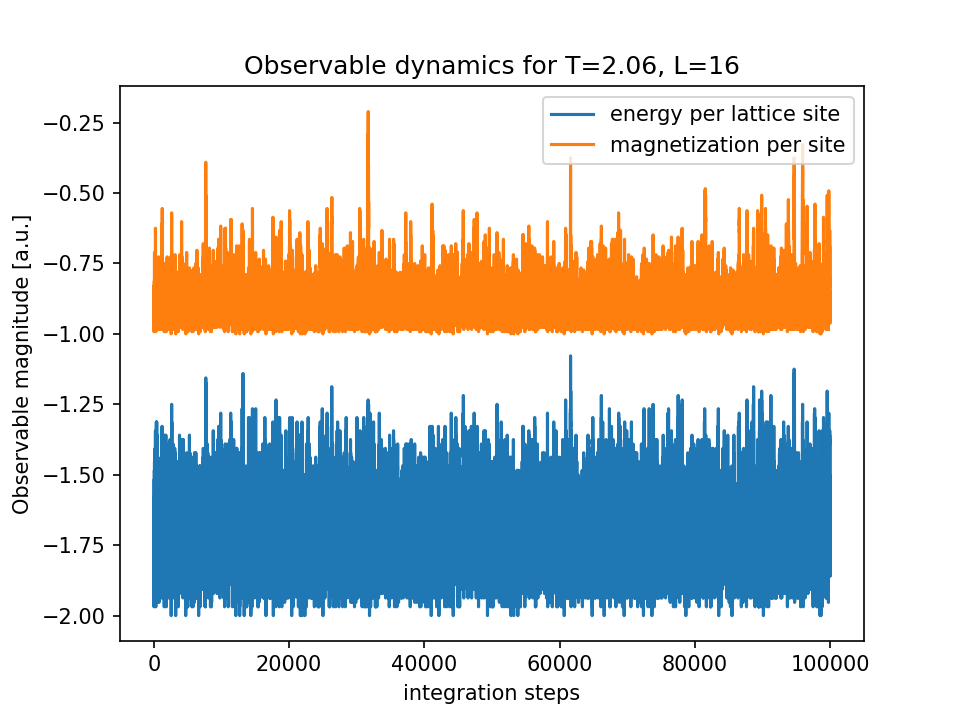 Observable dynamics for T=2.06, L=16
energy per lattice site
magnetization per site
Observable magnitude [a.u.]
−0.25
−0.50
−0.75
−1.00
−1.25
−1.50
−1.75
−2.00
0 20000 40000 60000 80000 100000
integration steps